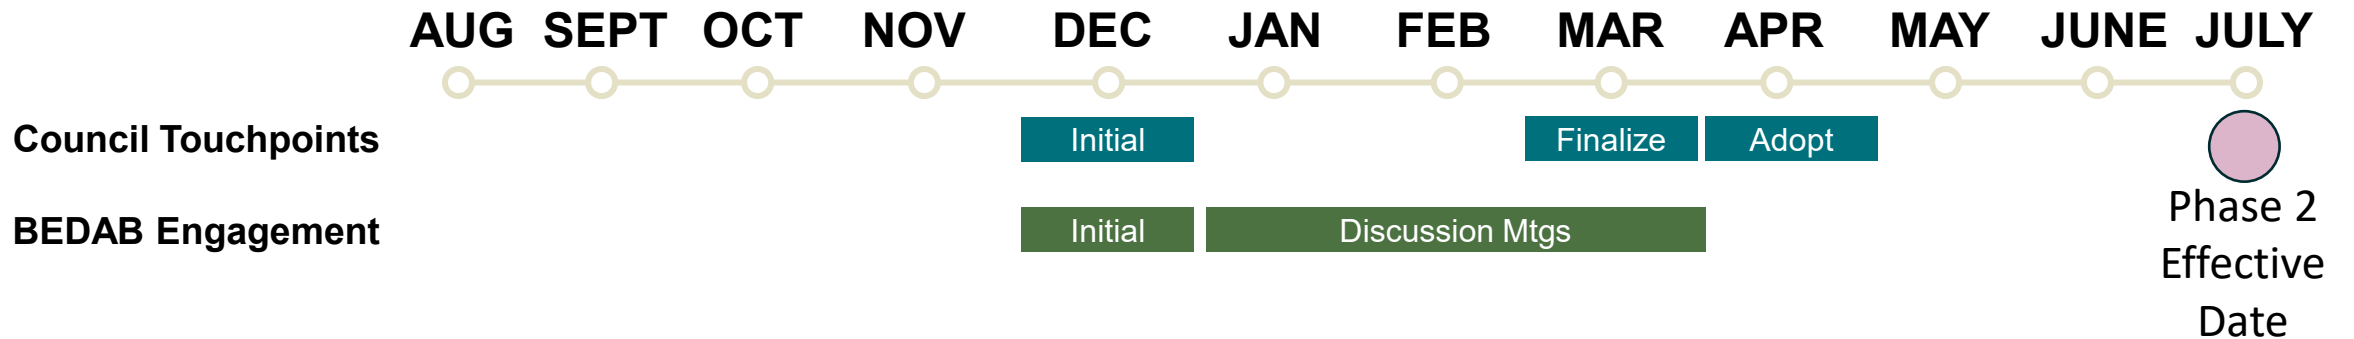 AUG SEPT OCT NOV DEC JAN FEB MAR APR MAY JUNE JULY
Council Touchpoints Initial Finalize Adopt
BEDAB Engagement Initial Discussion Mtgs
Phase 2
Effective
Date